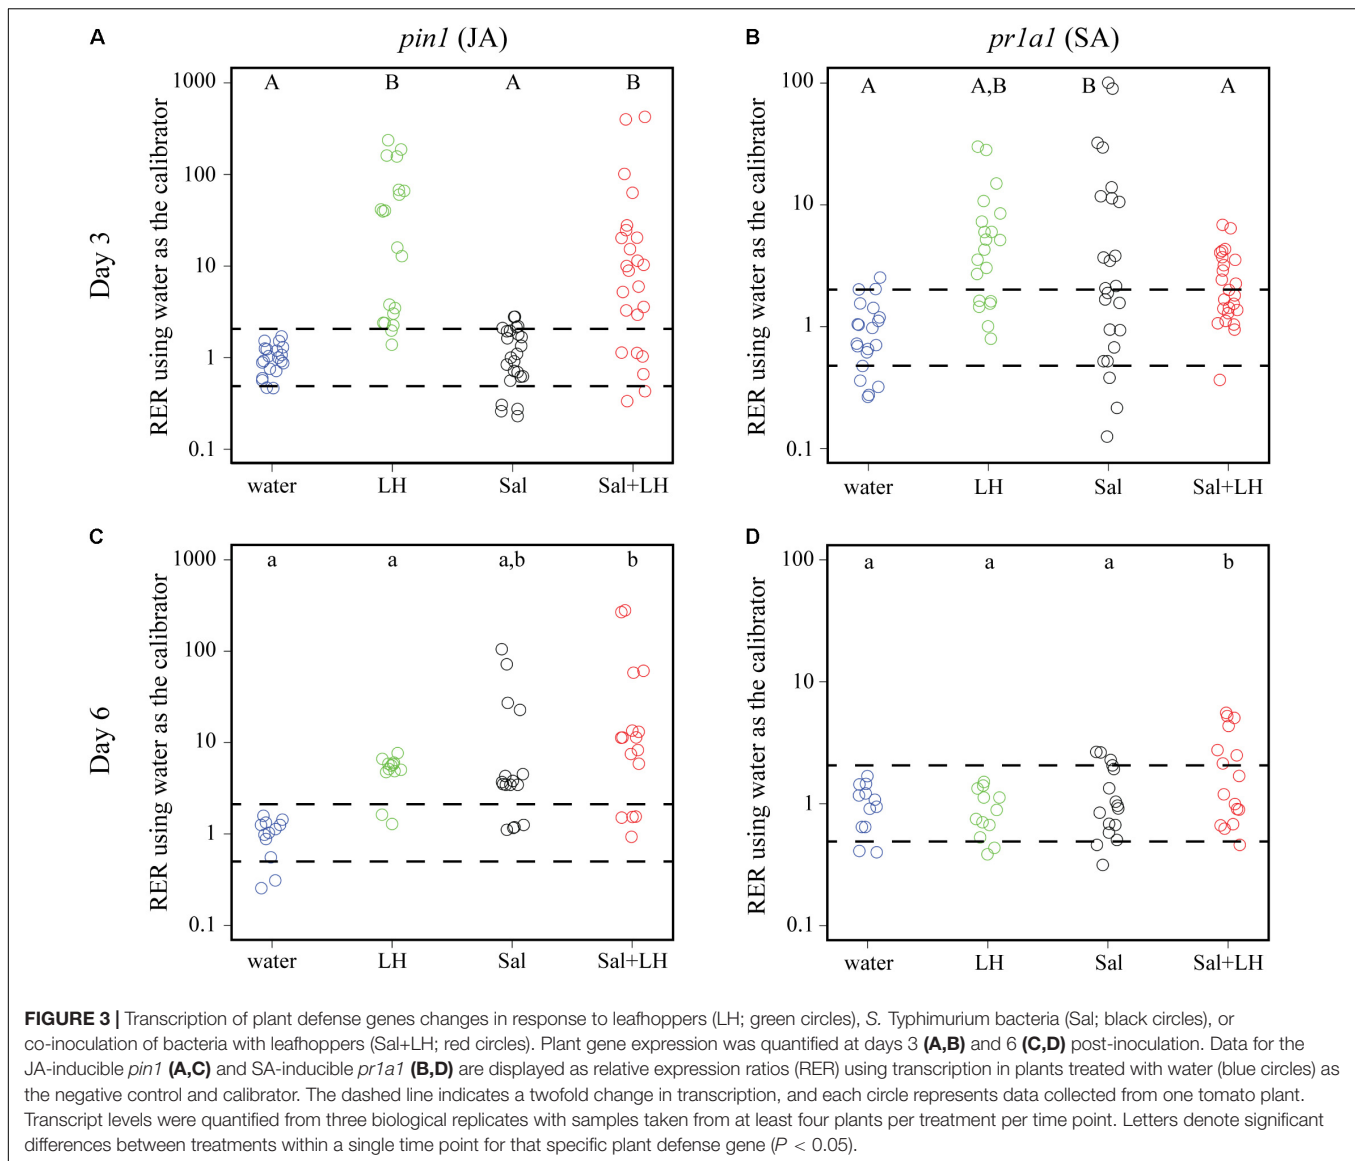 A
pin1 (JA)
B
pr1a1 (SA)
Day 3
RER using water as the calibrator
1000
100
10
1
0.1
A
B
A
B
water
LH
Sal
Sal+LH
RER using water as the calibrator
100
10
1
0.1
A
A,B
B
A
water
LH
Sal
Sal+LH
C
D
Day 6
RER using water as the calibrator
1000
100
10
1
0.1
a
a
a,b
b
water
LH
Sal
Sal+LH
RER using water as the calibrator
100
10
1
0.1
a
a
a
b
water
LH
Sal
Sal+LH
FIGURE 3 | Transcription of plant defense genes changes in response to leafhoppers (LH; green circles), S. Typhimurium bacteria (Sal; black circles), or
co-inoculation of bacteria with leafhoppers (Sal+LH; red circles). Plant gene expression was quantified at days 3 (A,B) and 6 (C,D) post-inoculation. Data for the
JA-inducible pin1 (A,C) and SA-inducible pr1a1 (B,D) are displayed as relative expression ratios (RER) using transcription in plants treated with water (blue circles) as
the negative control and calibrator. The dashed line indicates a twofold change in transcription, and each circle represents data collected from one tomato plant.
Transcript levels were quantified from three biological replicates with samples taken from at least four plants per treatment per time point. Letters denote significant
differences between treatments within a single time point for that specific plant defense gene (P < 0.05).